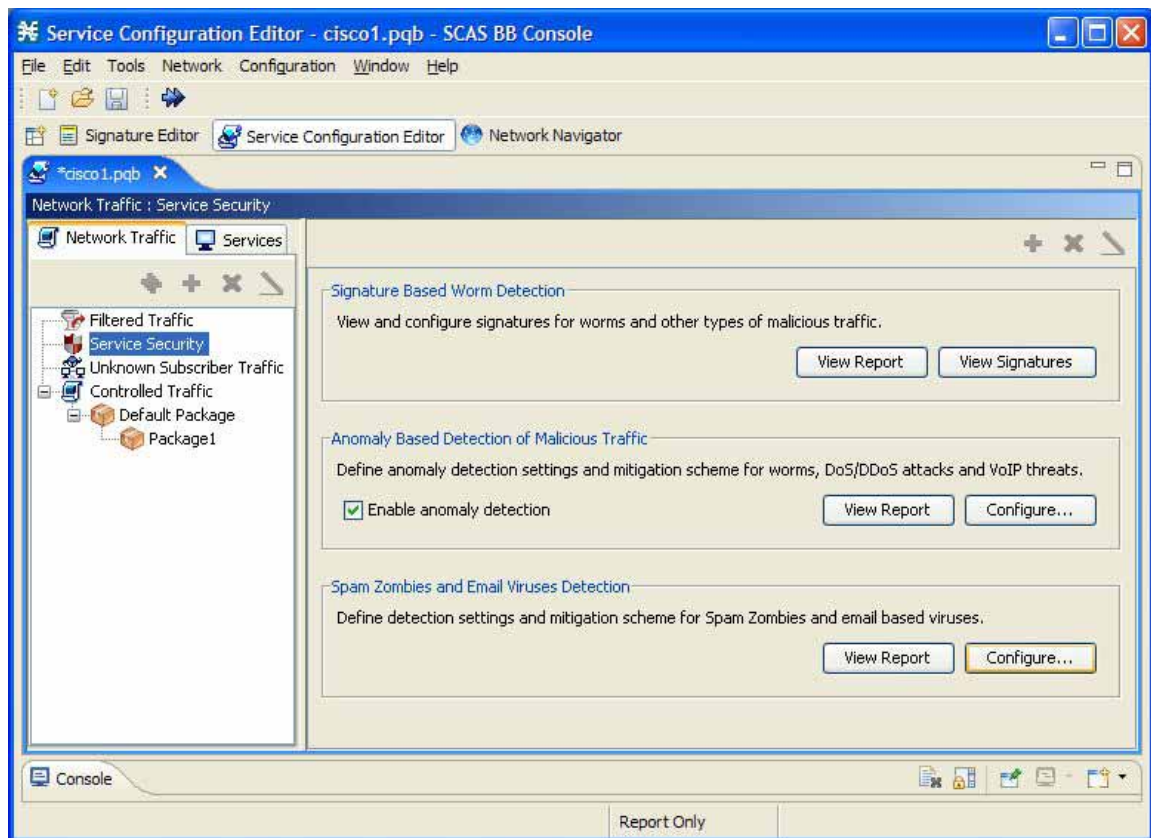 Service Configuration Editor - cisco1.pqb - SCAS BB Console
File Edit Tools Network Configuration Window Help
Signature Editor Service Configuration Editor Network Navigator
*cisco1.pqb
Network Traffic : Service Security
Network Traffic Services
Filtered Traffic
Service Security
Unknown Subscriber Traffic
Controlled Traffic
Default Package
Package1
Signature Based Worm Detection
View and configure signatures for worms and other types of malicious traffic.
View Report View Signatures
Anomaly Based Detection of Malicious Traffic
Define anomaly detection settings and mitigation scheme for worms, DoS/DDoS attacks and VoIP threats.
Enable anomaly detection View Report Configure...
Spam Zombies and Email Viruses Detection
Define detection settings and mitigation scheme for Spam Zombies and email based viruses.
View Report Configure...
Console
Report Only